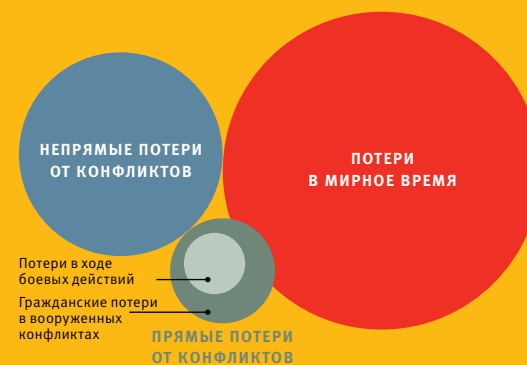 НЕПРЯМЫЕ ПОТЕРИ
ОТ КОНФЛИКТОВ
ПОТЕРИ
В МИРНОЕ ВРЕМЯ
Потери в ходе
боевых действий
Гражданские потери
в вооруженных
конфликтах
ПРЯМЫЕ ПОТЕРИ
ОТ КОНФЛИКТОВ